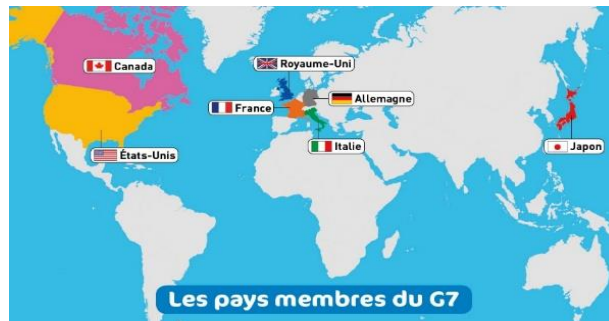 Canada
Royaume-Uni
France
Allemagne
États-Unis
Italie
Japon
Les pays membres du G7